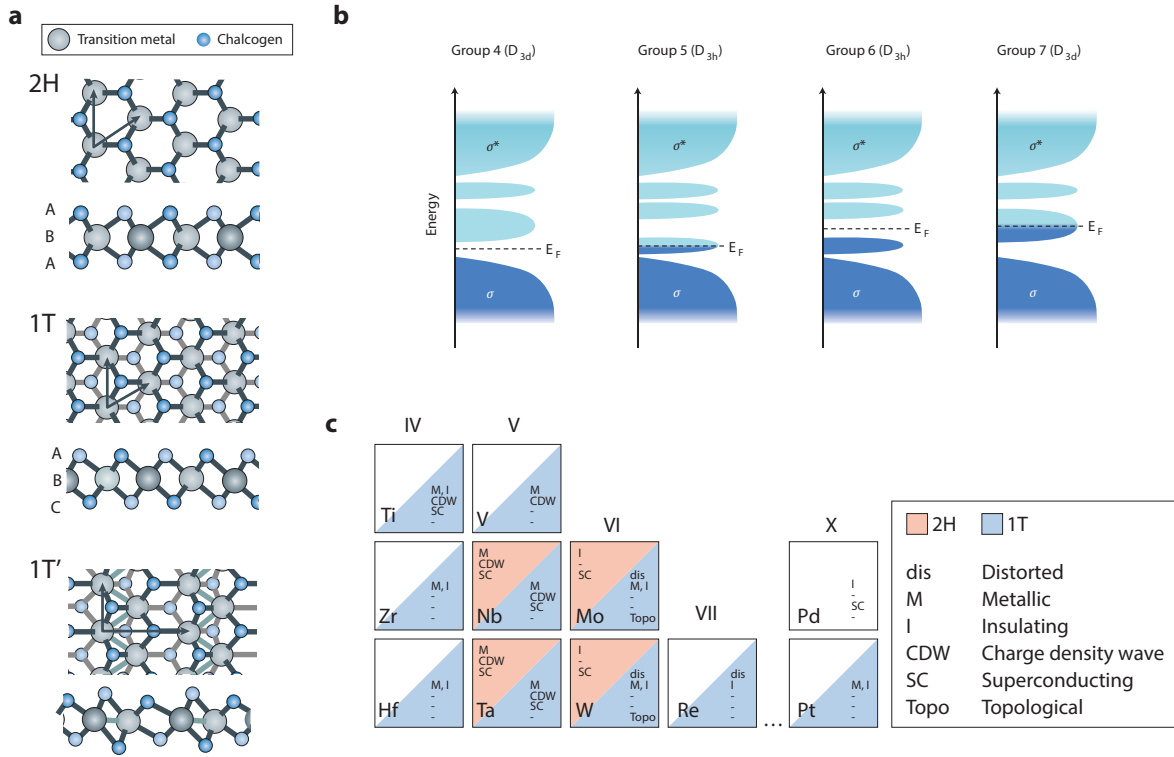 a
Transition metal
Chalcogen
2H
A
B
A
1T
A
B
C
1T′
b
Group 4 (D3d)
Group 5 (D3h)
Group 6 (D3h)
Group 7 (D3d)
Energy
σ*
σ*
σ*
σ*
EF
EF
EF
EF
σ
σ
σ
σ
c
IV
V
VI
VII
X
M, I
CDW
SC
-
Ti
M
CDW
-
-
V
M, I
-
-
-
Zr
M
CDW
SC
M
CDW
SC
-
Nb
I
-
SC
dis
M, I
-
-
Topo
Mo
I
-
SC
-
Pd
M, I
-
-
-
Hf
M
CDW
SC
M
CDW
SC
-
Ta
I
-
SC
dis
M, I
-
-
Topo
W
dis
I
-
-
-
Re
...
M, I
-
-
-
Pt
2H
1T
dis Distorted
M Metallic
I Insulating
CDW Charge density wave
SC Superconducting
Topo Topological